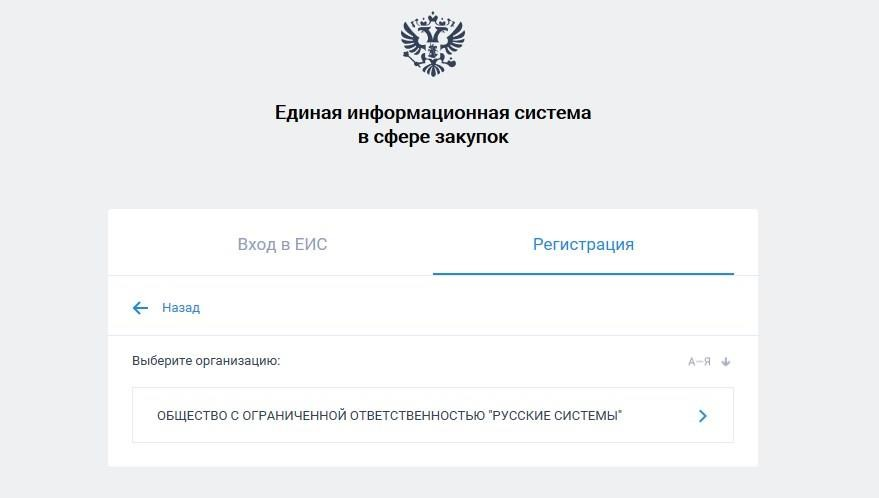 Единая информационная система
в сфере закупок
Вход в ЕИС
Регистрация
Назад
Выберите организацию:
А—Я
ОБЩЕСТВО С ОГРАНИЧЕННОЙ ОТВЕТСТВЕННОСТЬЮ "РУССКИЕ СИСТЕМЫ"